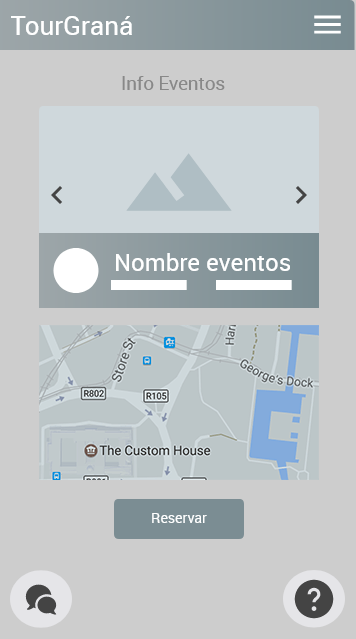 TourGraná
Info Eventos
Nombre eventos
Store St
George's Dock
R802
R105
The Custom House
Reservar